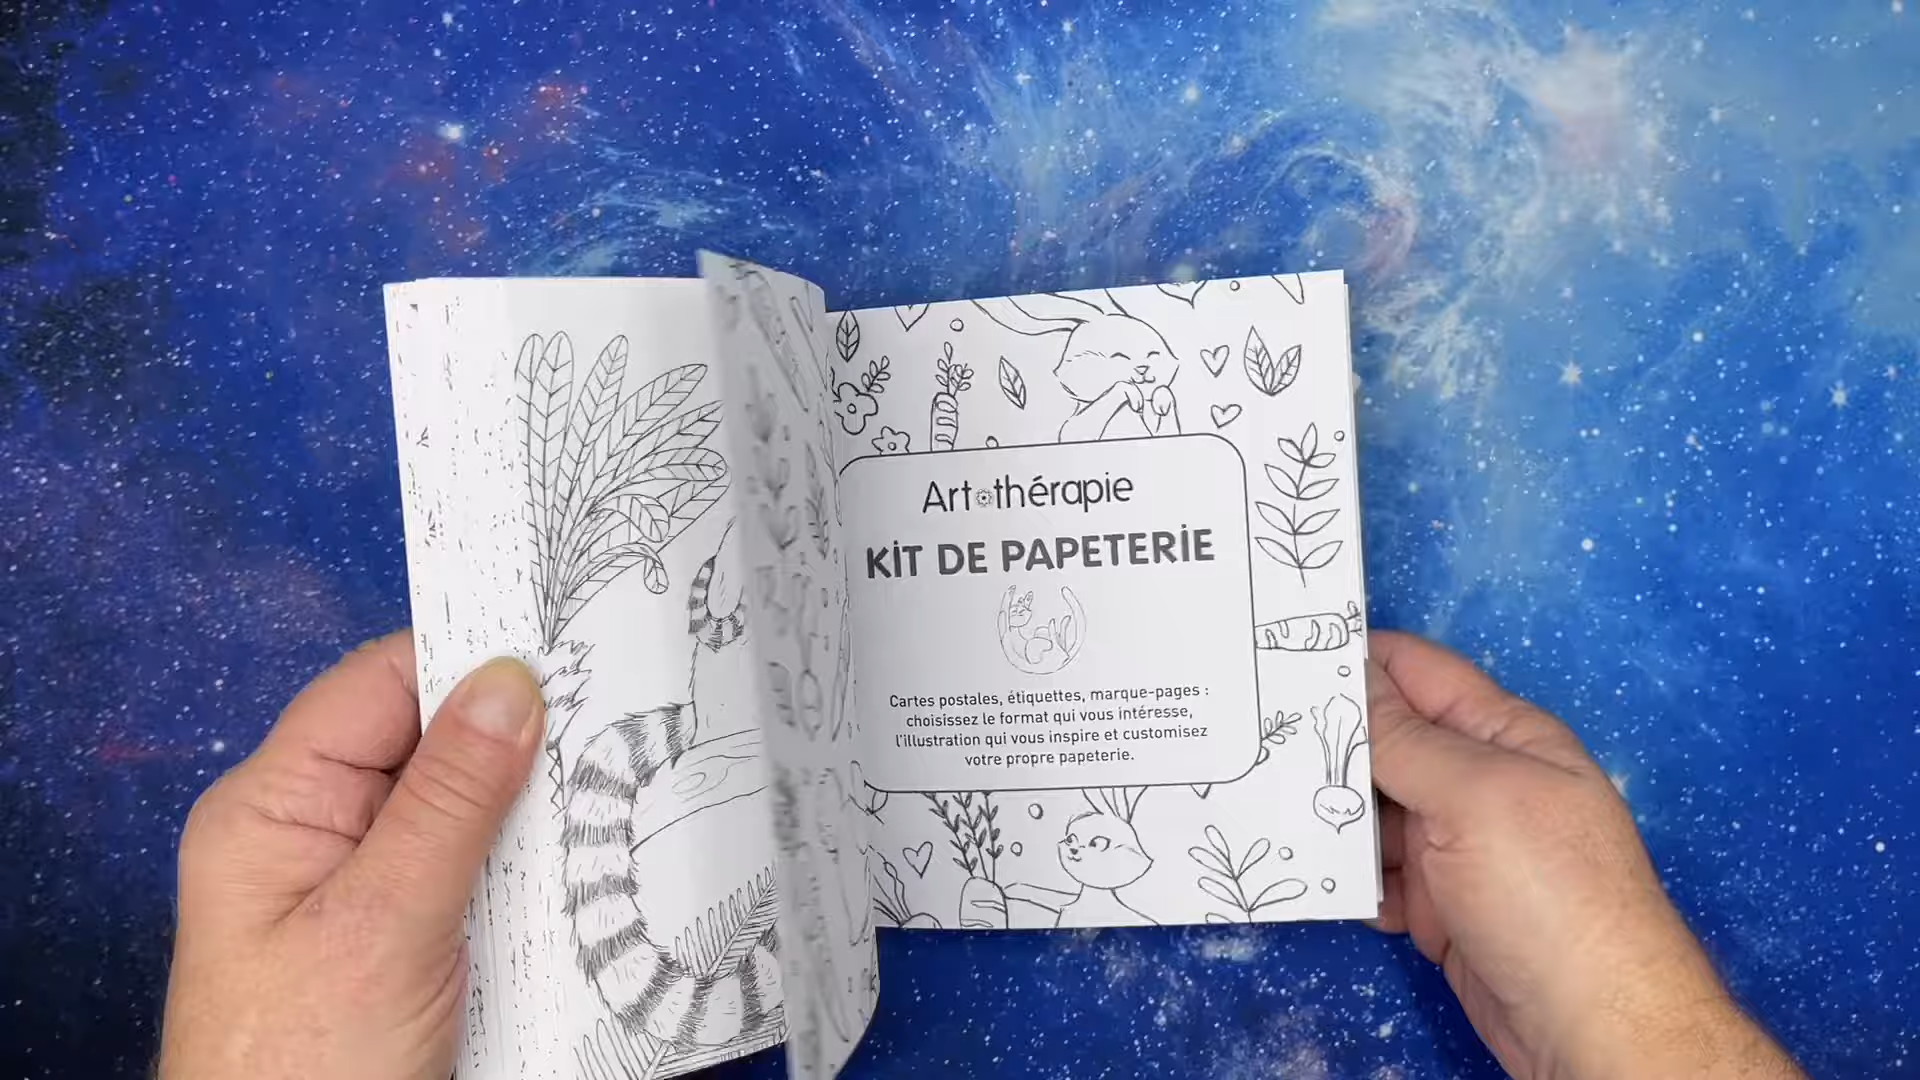 Art thérapie
KIT DE PAPETERIE
Cartes postales, étiquettes, marque-pages :
choisissez le format qui vous intéresse,
l'illustration qui vous inspire et customisez
votre propre papeterie.